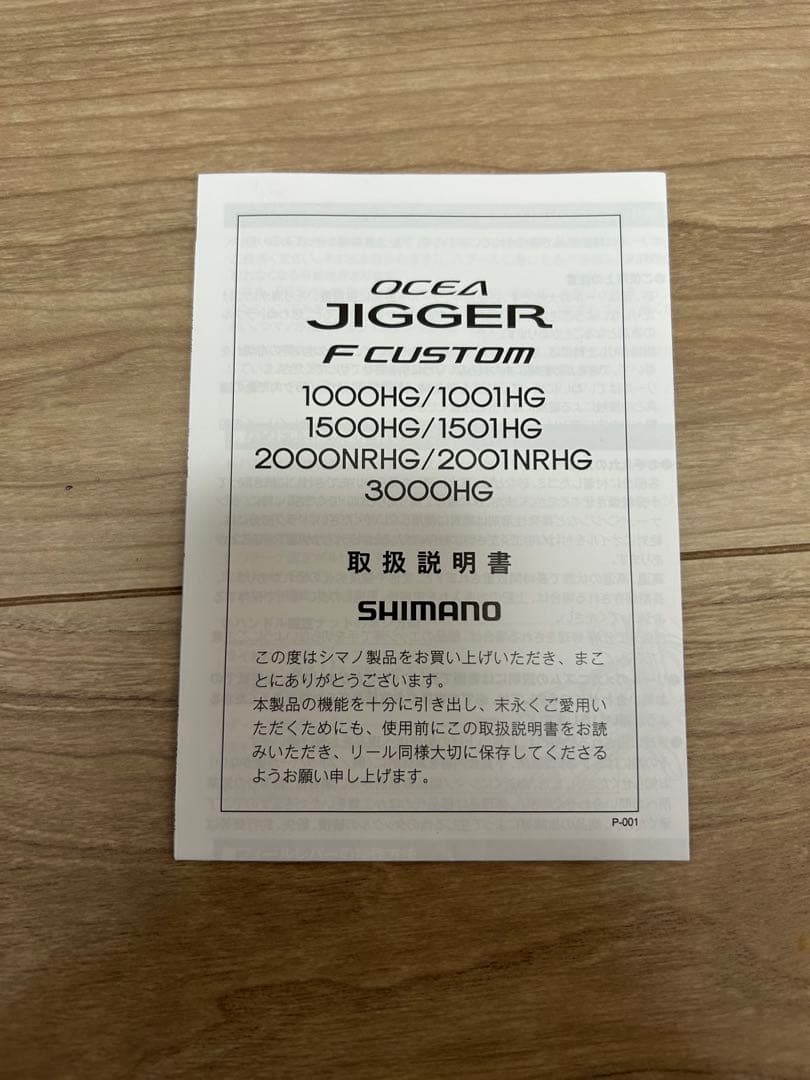 OCEA
JIGGER
F CUSTOM
1000HG/1001HG
1500HG/1501HG
2000NRHG/2001NRHG
3000HG
取扱説明書
SHIMANO
この度はシマノ製品をお買い上げいただき、まこ
とにありがとうございます。
本製品の機能を十分に引き出し、末永くご愛用い
ただくためにも、使用前にこの取扱説明書をお読
みいただき、リール同様大切に保存してくださる
ようお願い申し上げます。
P-001